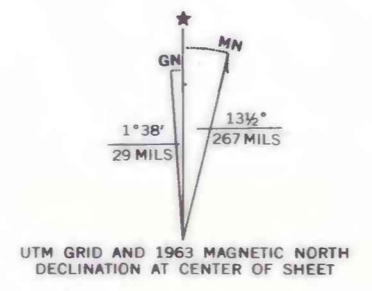 MN
GN
1°38'
29 MILS
13½°
267 MILS
UTM GRID AND 1963 MAGNETIC NORTH
DECLINATION AT CENTER OF SHEET